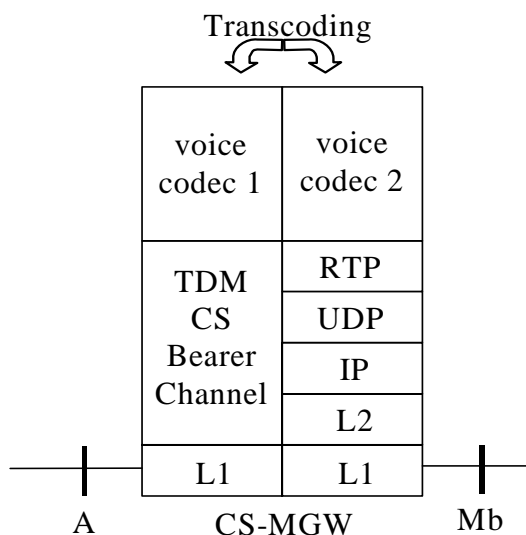 Transcoding
voice
codec 1
voice
codec 2
TDM
CS
Bearer
Channel
RTP
UDP
IP
L2
L1
L1
A
CS-MGW
Mb